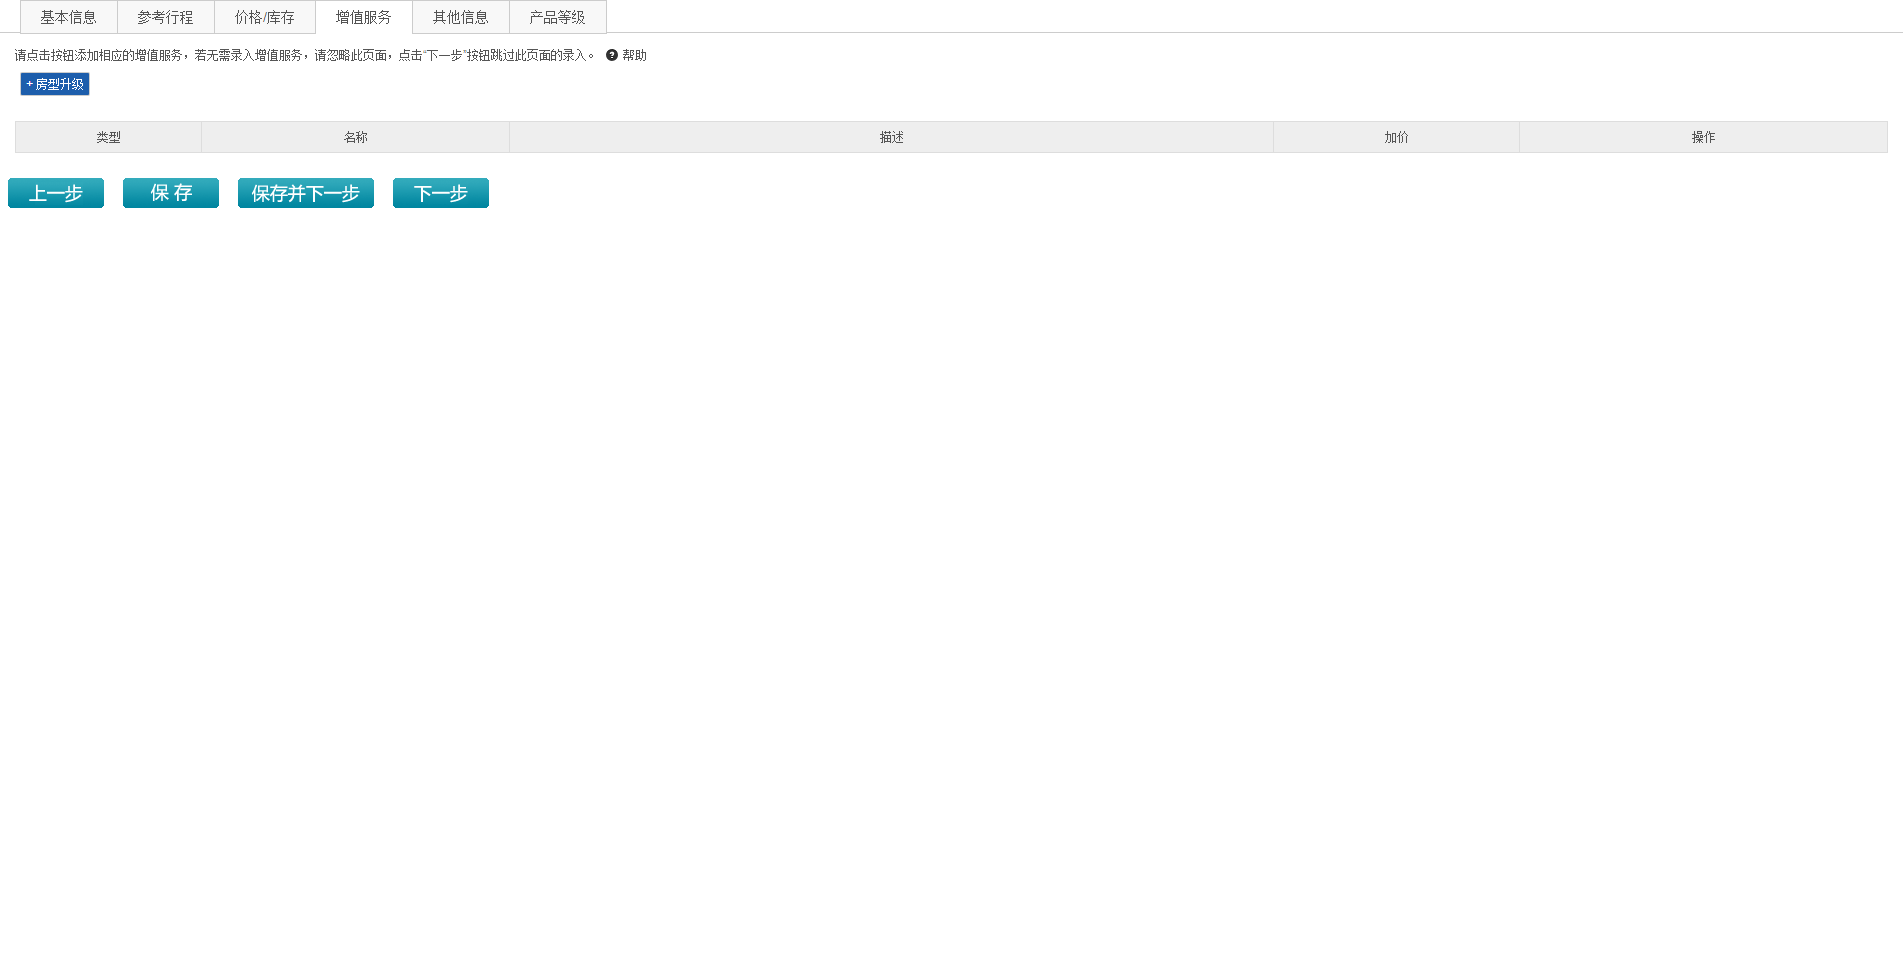 基本信息 参考行程 价格/库存 增值服务 其他信息 产品等级
请点击按钮添加相应的增值服务，若无需录入增值服务，请忽略此页面，点击“下一步”按钮跳过此页面的录入。 ? 帮助
+ 房型升级
类型 名称 描述 加价 操作
上一步 保 存 保存并下一步 下一步